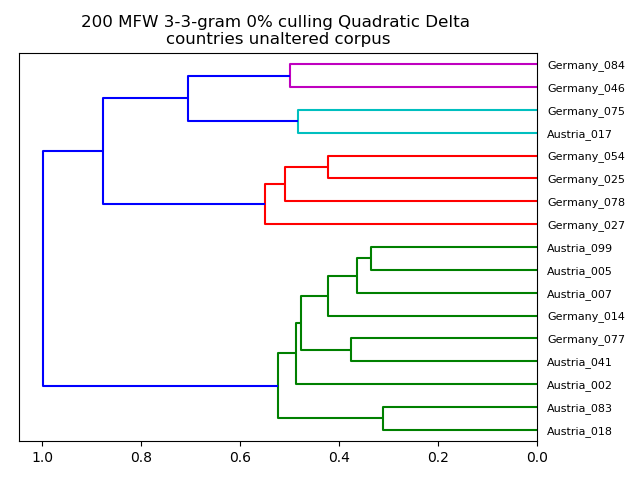 200 MFW 3-3-gram 0% culling Quadratic Delta
countries unaltered corpus
Germany_084
Germany_046
Germany_075
Austria_017
Germany_054
Germany_025
Germany_078
Germany_027
Austria_099
Austria_005
Austria_007
Germany_014
Germany_077
Austria_041
Austria_002
Austria_083
Austria_018
1.0 0.8 0.6 0.4 0.2 0.0